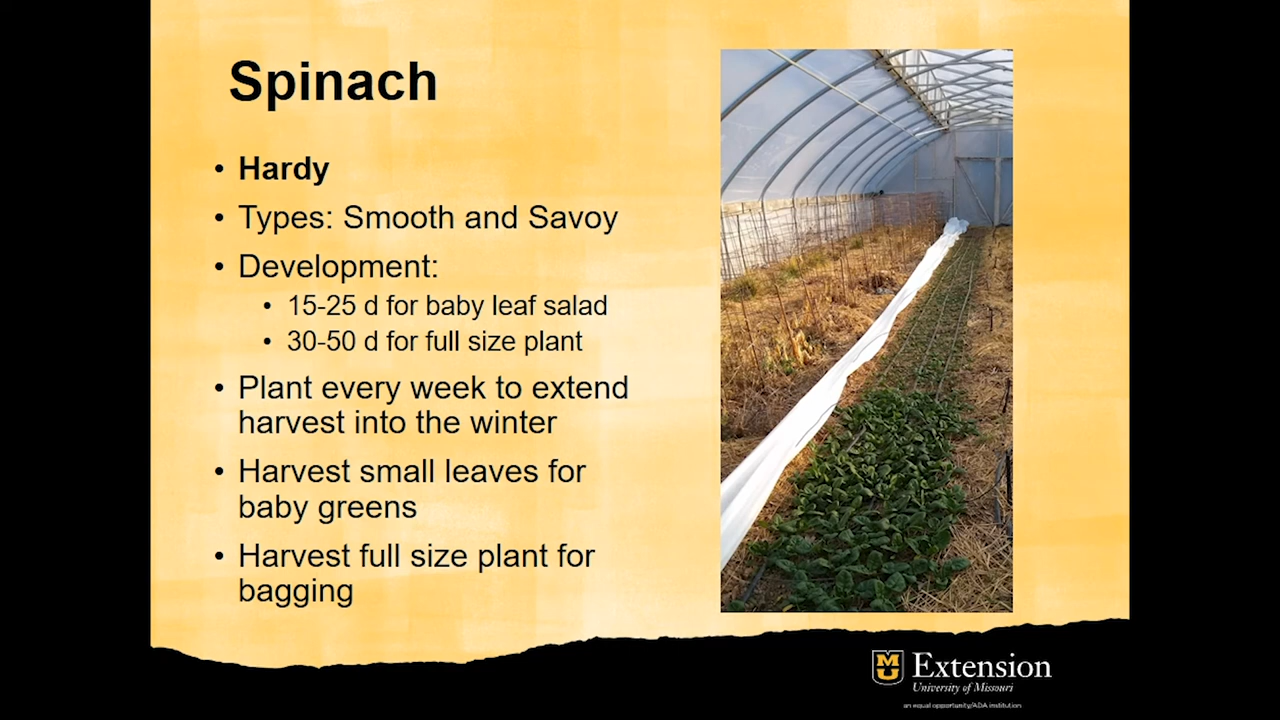 Spinach
• Hardy
• Types: Smooth and Savoy
• Development:
• 15-25 d for baby leaf salad
• 30-50 d for full size plant
• Plant every week to extend
harvest into the winter
• Harvest small leaves for
baby greens
• Harvest full size plant for
bagging
MU
Extension
University of Missouri
an equal opportunity/ADA institution